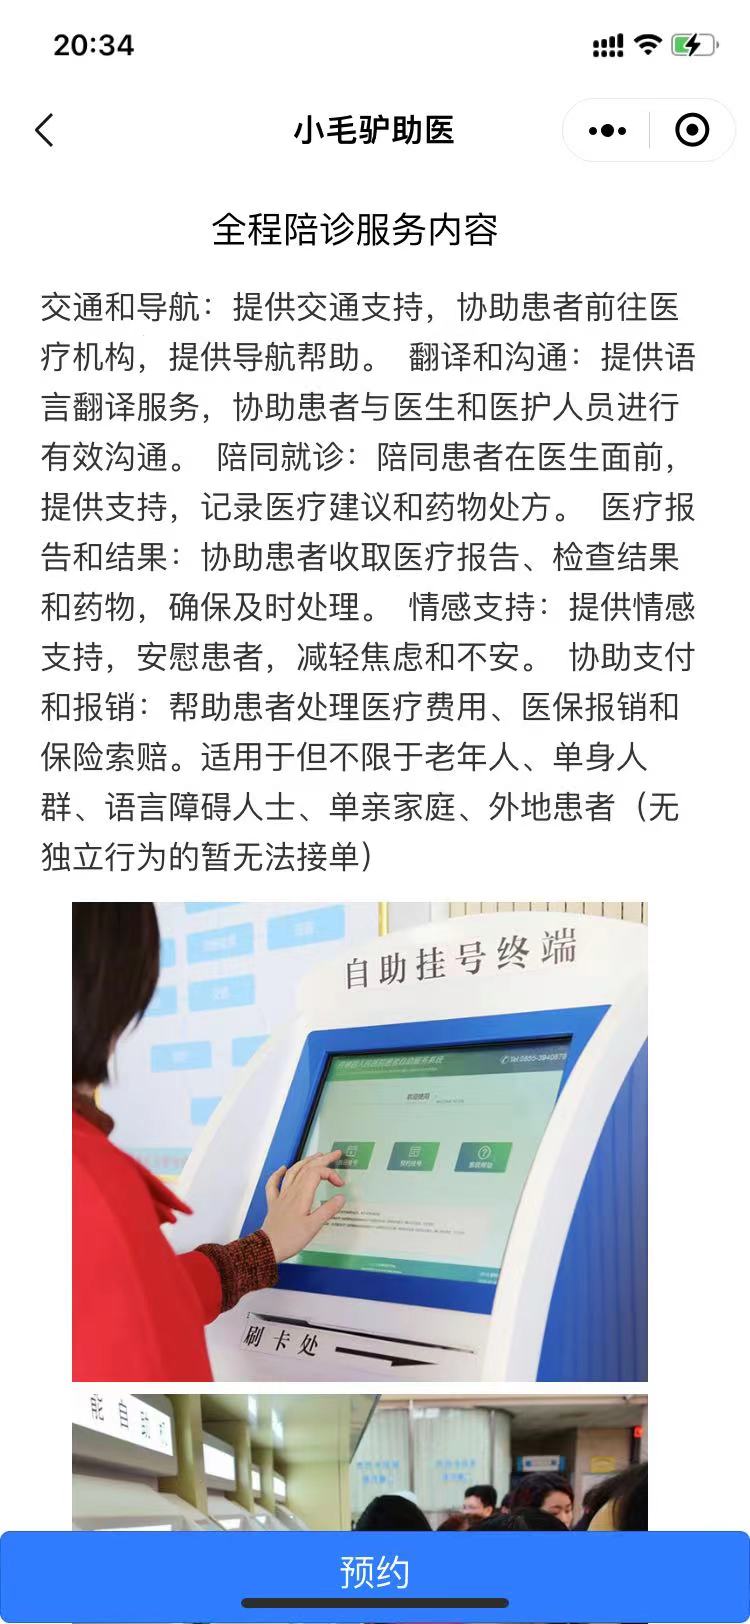 20:34
小毛驴助医
全程陪诊服务内容
交通和导航：提供交通支持，协助患者前往医
疗机构，提供导航帮助。 翻译和沟通：提供语
言翻译服务，协助患者与医生和医护人员进行
有效沟通。 陪同就诊：陪同患者在医生面前，
提供支持，记录医疗建议和药物处方。 医疗报
告和结果：协助患者收取医疗报告、检查结果
和药物，确保及时处理。 情感支持：提供情感
支持，安慰患者，减轻焦虑和不安。 协助支付
和报销：帮助患者处理医疗费用、医保报销和
保险索赔。适用于但不限于老年人、单身人
群、语言障碍人士、单亲家庭、外地患者（无
独立行为的暂无法接单）
自助挂号终端
欢迎使用
预约挂号
刷卡处
能自助
预约